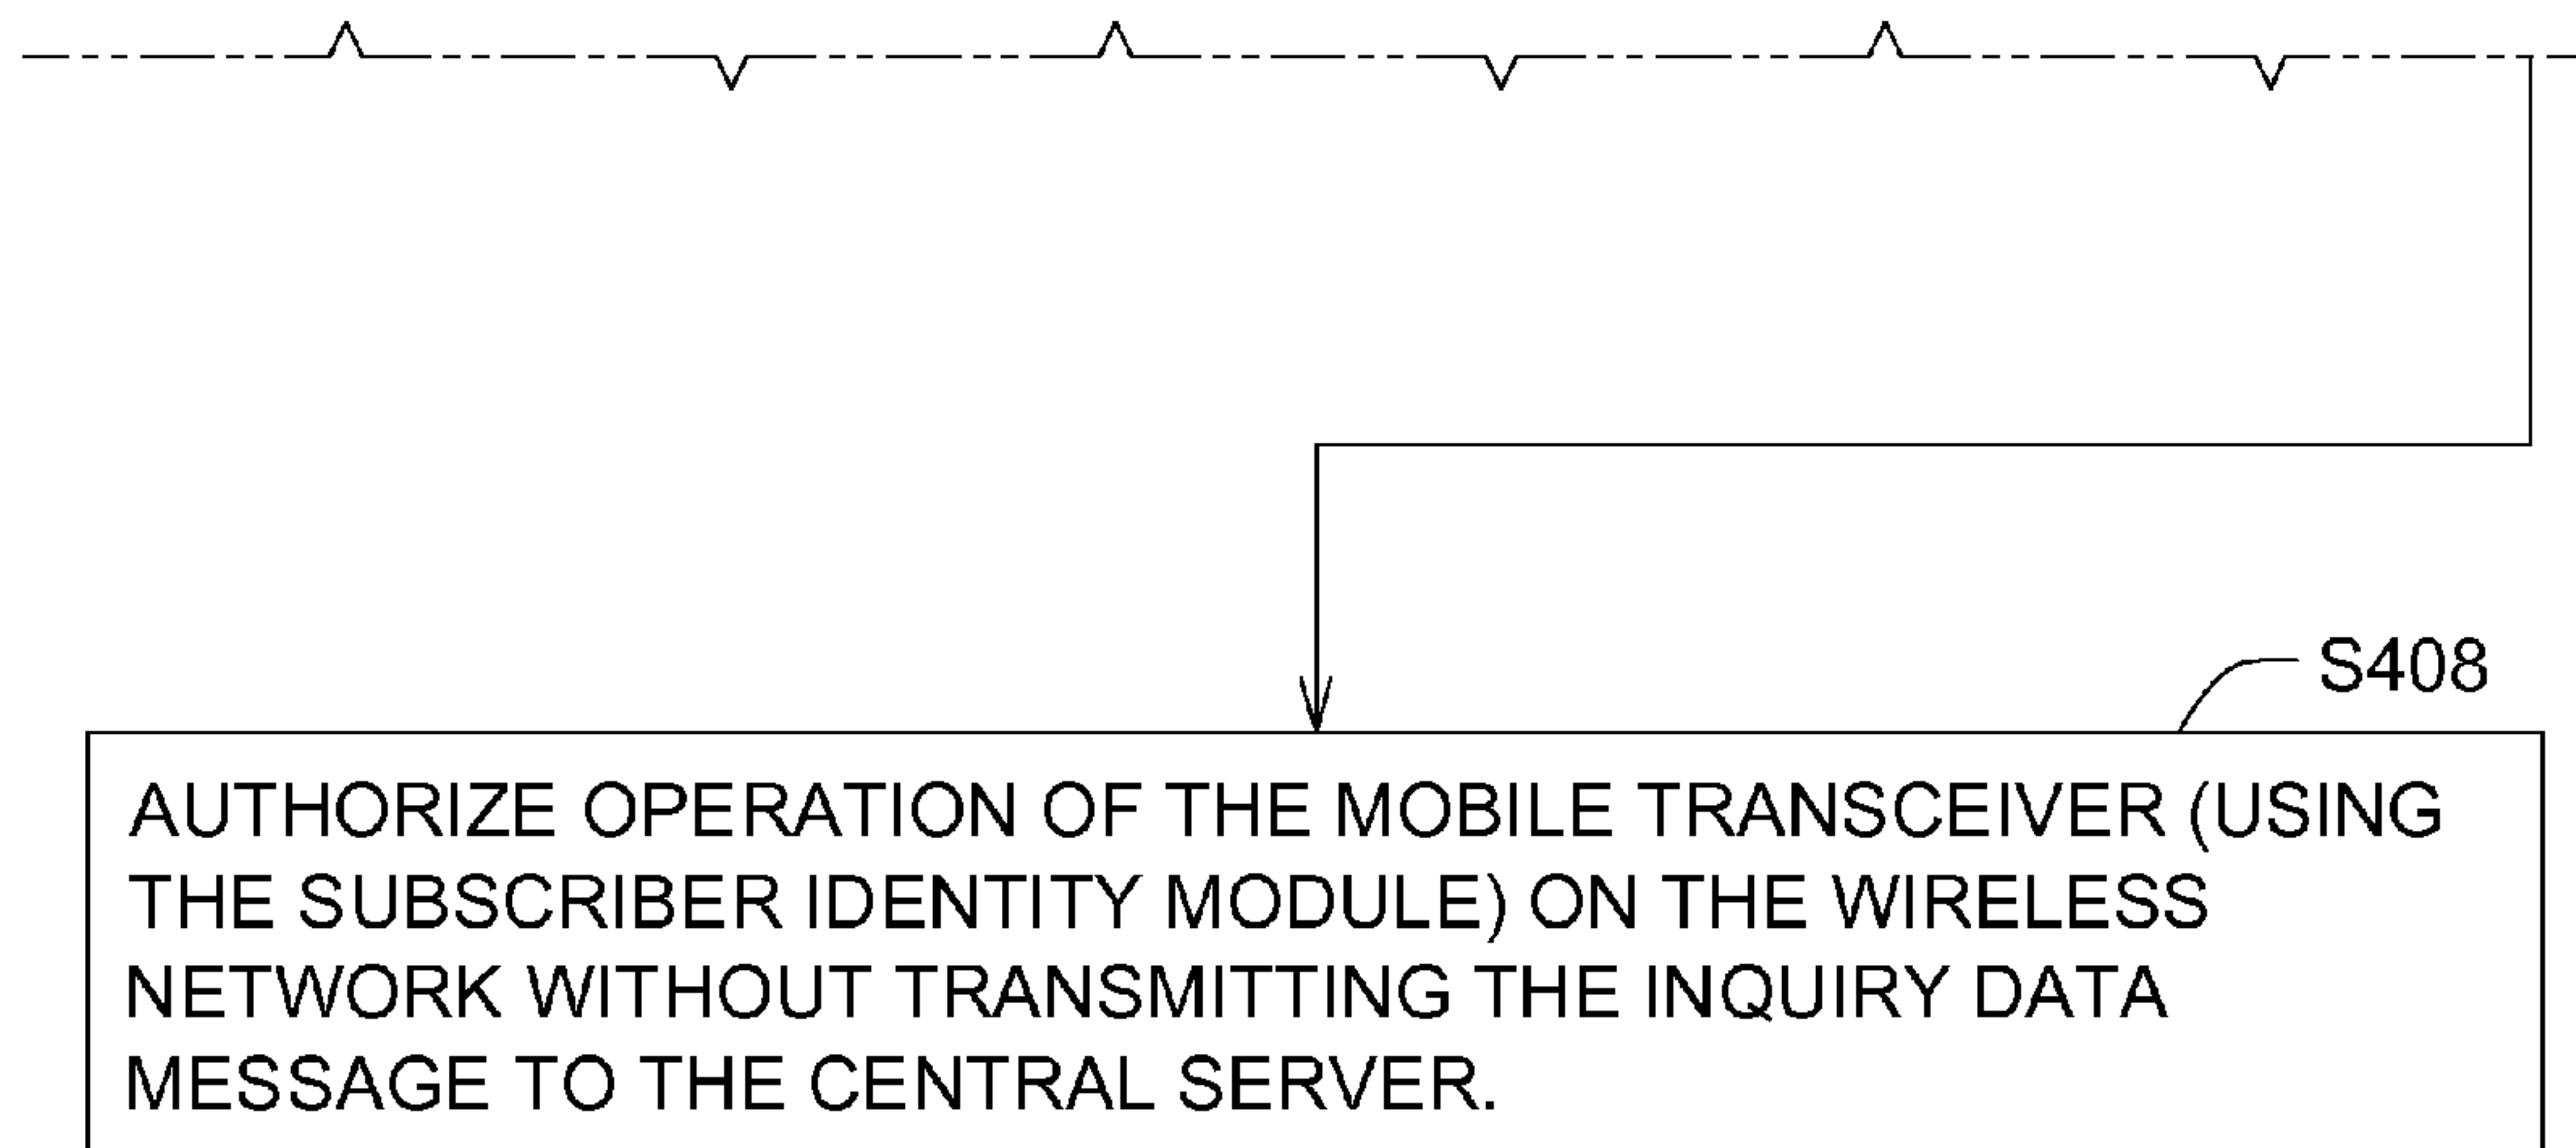 S408
AUTHORIZE OPERATION OF THE MOBILE TRANSCEIVER (USING
THE SUBSCRIBER IDENTITY MODULE) ON THE WIRELESS
NETWORK WITHOUT TRANSMITTING THE INQUIRY DATA
MESSAGE TO THE CENTRAL SERVER.